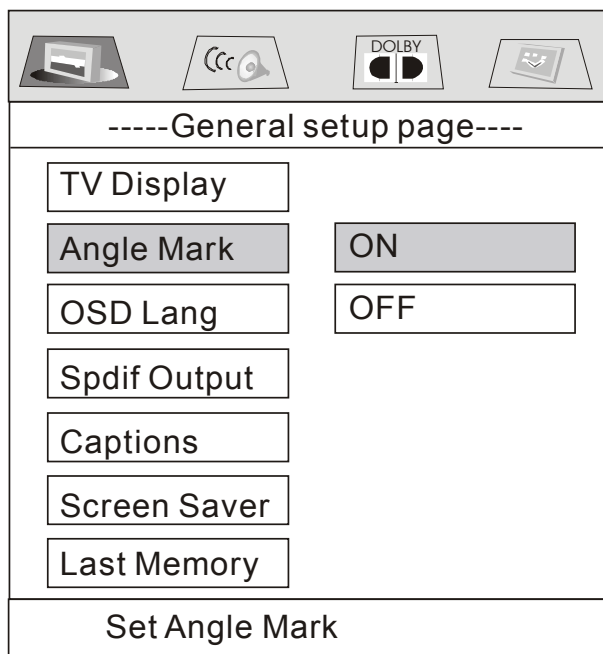 DOLBY
-----General setup page----
TV Display
Angle Mark
ON
OSD Lang
OFF
Spdif Output
Captions
Screen Saver
Last Memory
Set Angle Mark